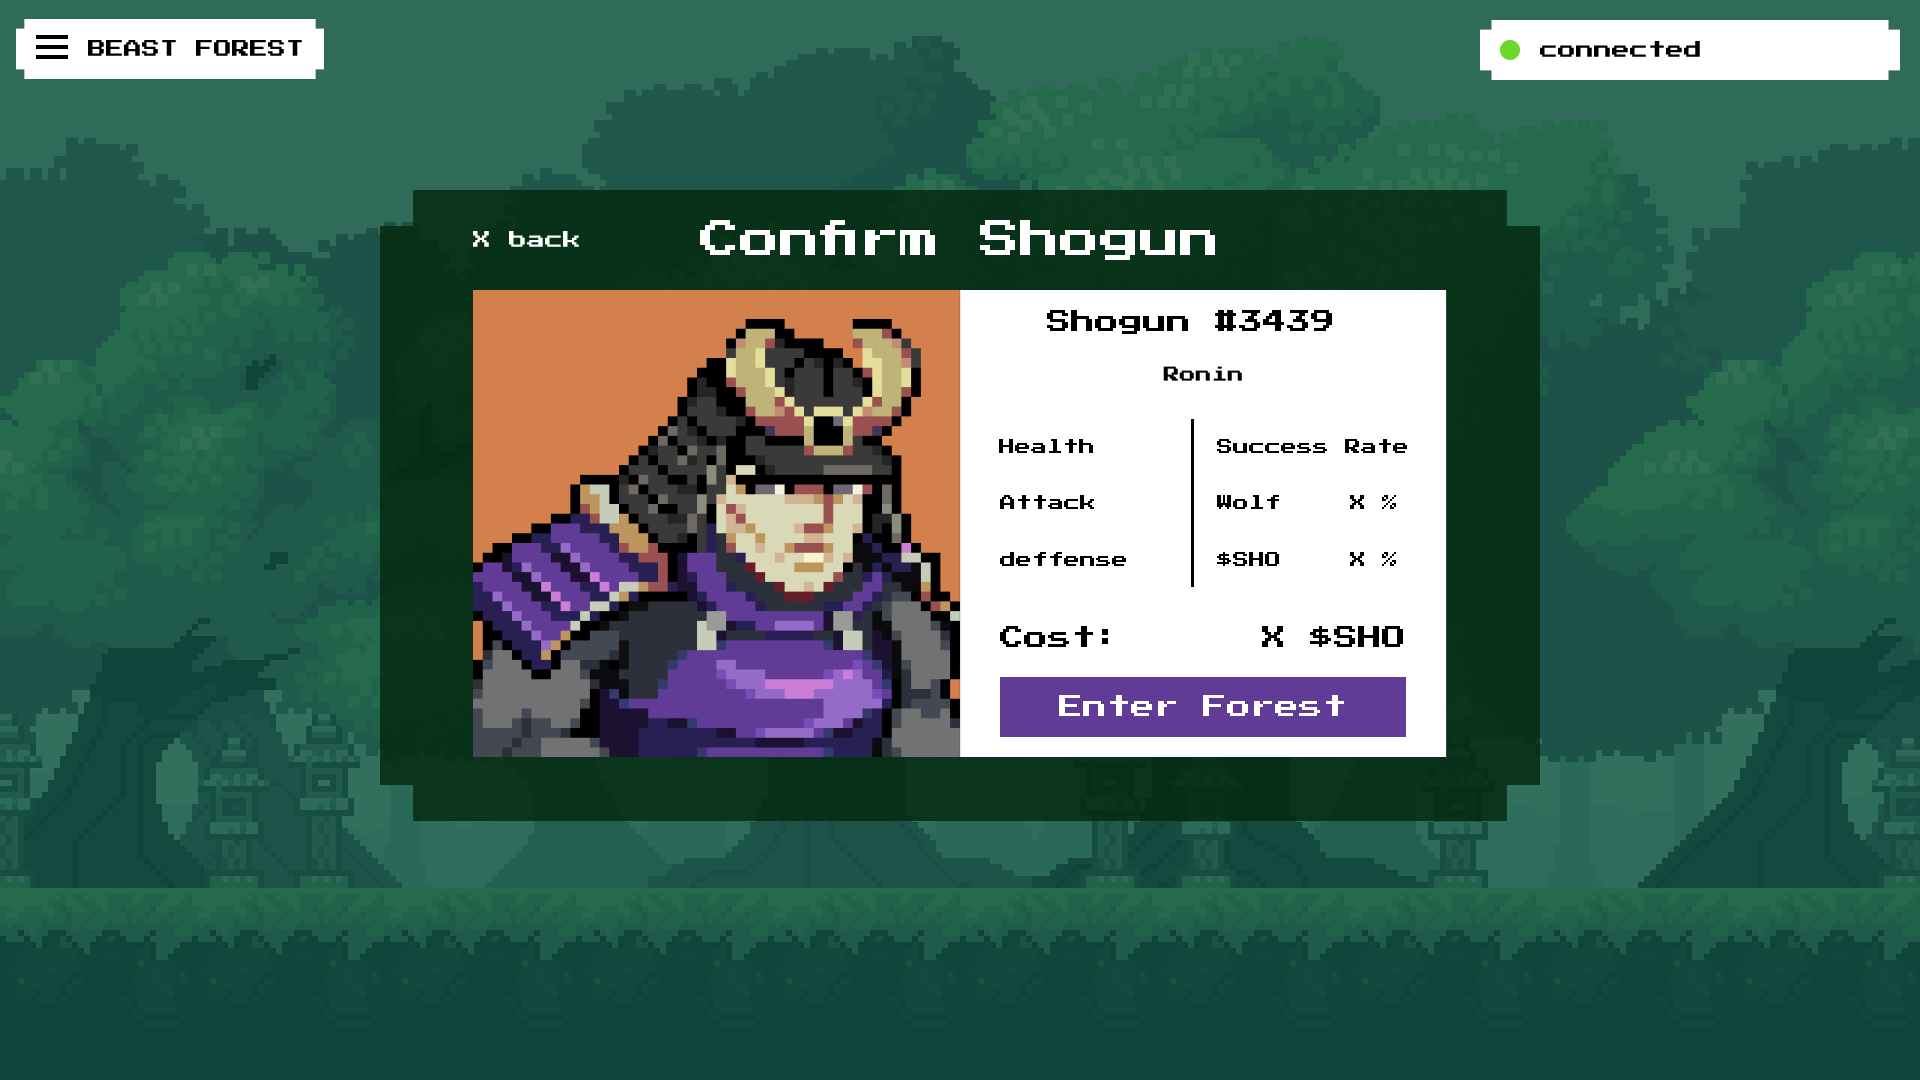 BEAST FOREST
connected
X back
Confirm Shogun
Shogun #3439
Ronin
Health
Success Rate
Attack
Wolf X %
deffense
$SHO X %
Cost: X $SHO
Enter Forest